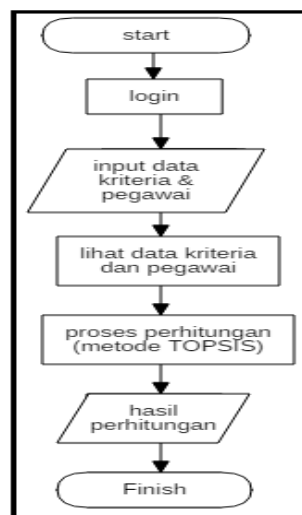 start
login
input data
kriteria &
pegawai
lihat data kriteria
dan pegawai
proses perhitungan
(metode TOPSIS)
hasil
perhitungan
Finish